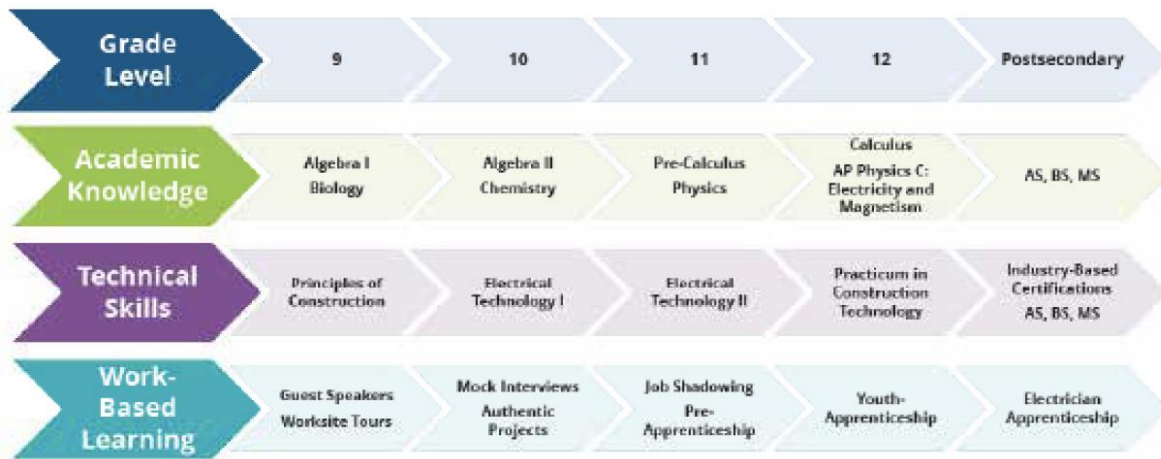 Grade
Level
9
10
11
12
Postsecondary
Academic
Knowledge
Algebra I
Biology
Algebra II
Chemistry
Pre-Calculus
Physics
Calculus
AP Physics C:
Electricity and
Magnetism
AS, BS, MS
Technical
Skills
Principles of
Construction
Electrical
Technology I
Electrical
Technology II
Practicum in
Construction
Technology
Industry-Based
Certifications
AS, BS, MS
Work-
Based
Learning
Guest Speakers
Worksite Tours
Mock Interviews
Authentic
Projects
Job Shadowing
Pre-
Apprenticeship
Youth-
Apprenticeship
Electrician
Apprenticeship